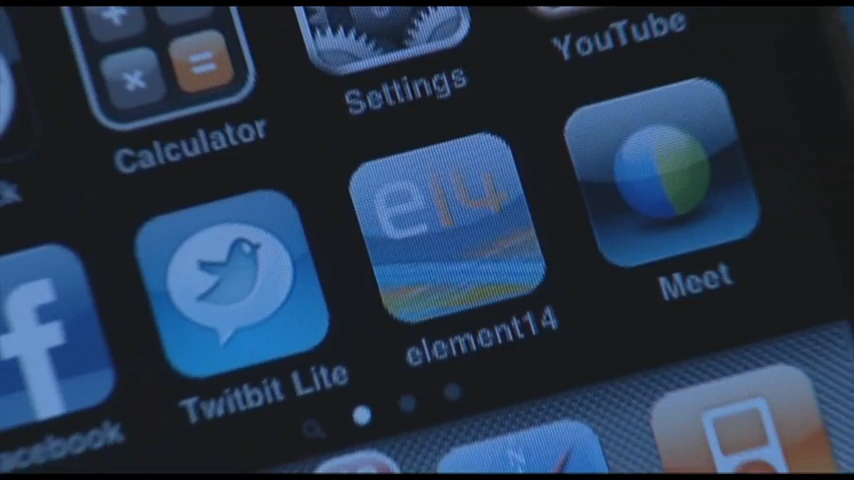 YouTube
Settings
Calculator
e14
Meet
element14
Twitbit Lite
f
acebook
k
N